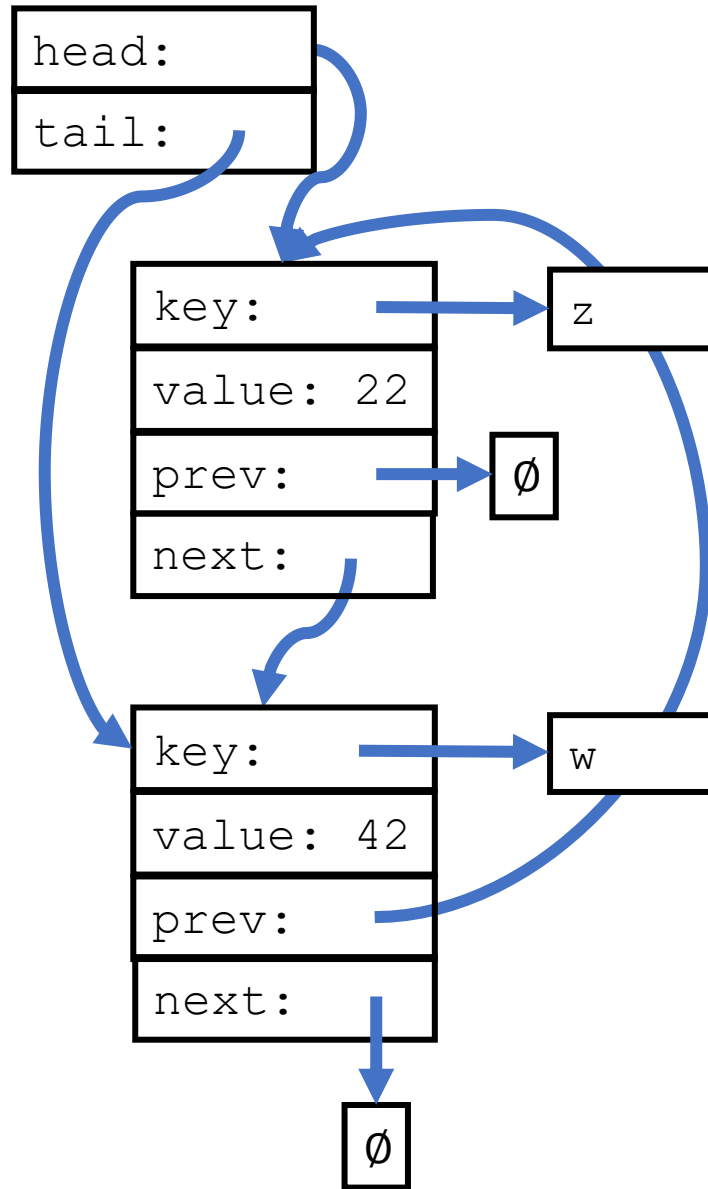 head:
tail:
key:
z
value: 22
prev:
Ø
next:
key:
w
value: 42
prev:
next:
Ø